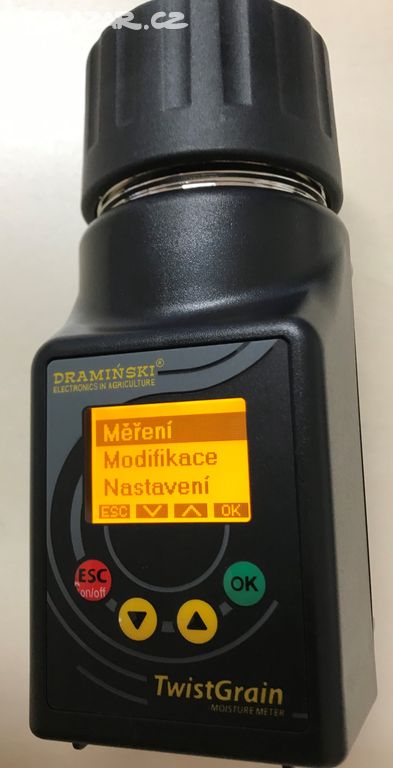 DRAMIŃSKI®
ELECTRONICS IN AGRICULTURE
Měření
Modifikace
Nastavení
ESC OK
ESC
on/off
OK
TwistGrain
MOISTURE METER